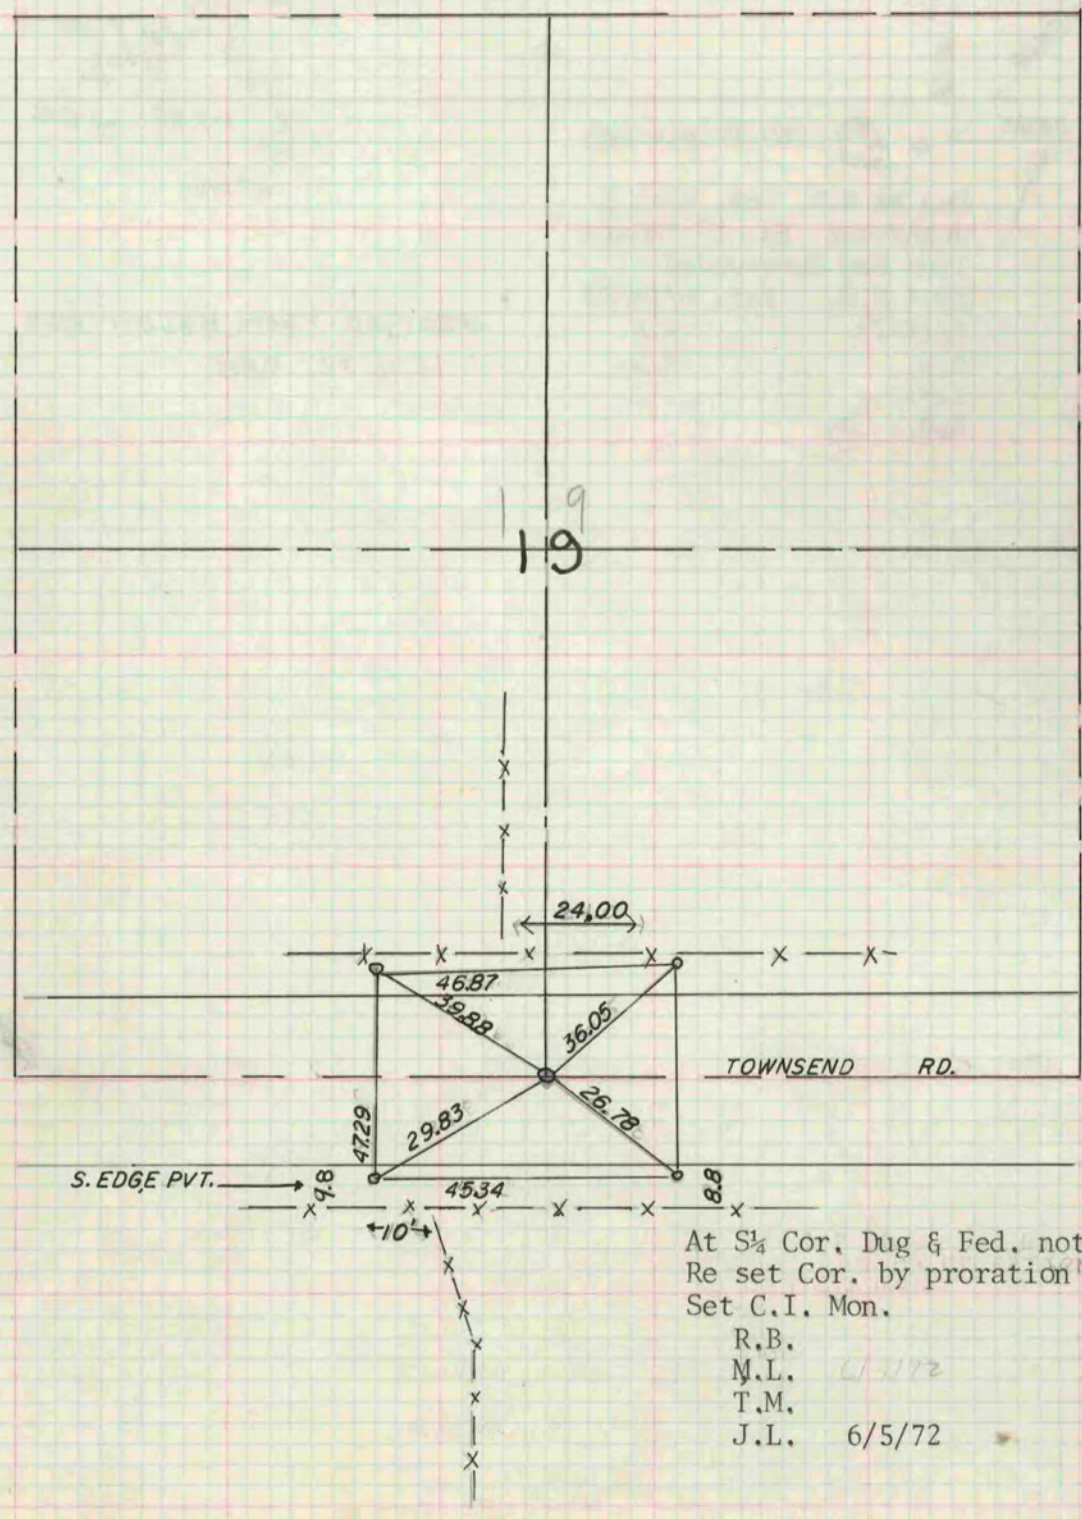 19
19
24.00
46.87
39.88
36.05
TOWNSEND RD.
47.29
29.83
26.78
S. EDGE PVT.
9.8
45.34
8.8
10'
At S¼ Cor. Dug & Fed. not
Re set Cor. by proration
Set C.I. Mon.
R.B.
M.L.
T.M.
J.L. 6/5/72